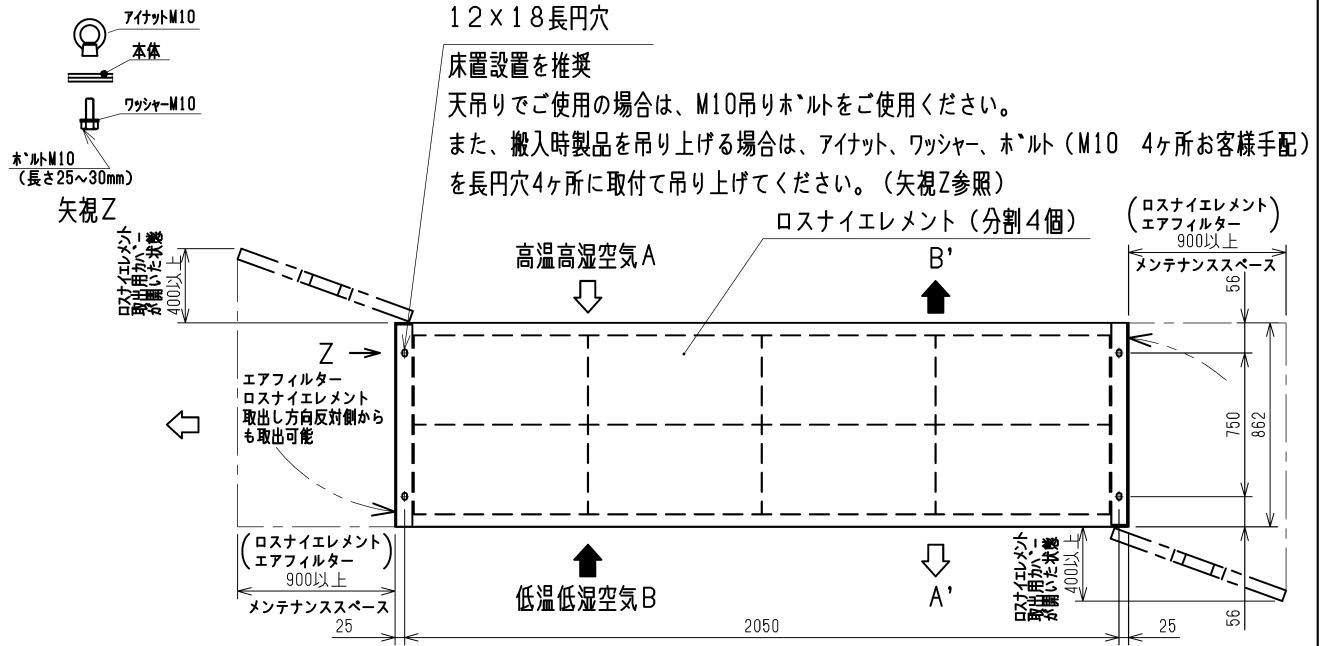 アイナットM10
本体
ワッシャーM10
ボルトM10
(長さ25~30mm)
矢視Z
12×18長円穴
床置設置を推奨
天吊りでご使用の場合は、M10吊りボルトをご使用ください。
また、搬入時製品を吊り上げる場合は、アイナット、ワッシャー、ボルト(M10 4ヶ所お客様手配)
を長円穴4ヶ所に取付て吊り上げてください。(矢視Z参照)
ロスナイエレメント(分割4個)
(ロスナイエレメント
エアフィルター)
900以上
メンテナンススペース
ロスナイエレメント
取出用カバー
が開いた状態
400以上
高温高湿空気A
B'
56
Z
エアフィルター
ロスナイエレメント
取出し方向反対側から
も取出可能
750
862
(ロスナイエレメント
エアフィルター)
900以上
メンテナンススペース
低温低湿空気B
A'
ロスナイエレメント
取出用カバー
が開いた状態
400以上
56
25
2050
25